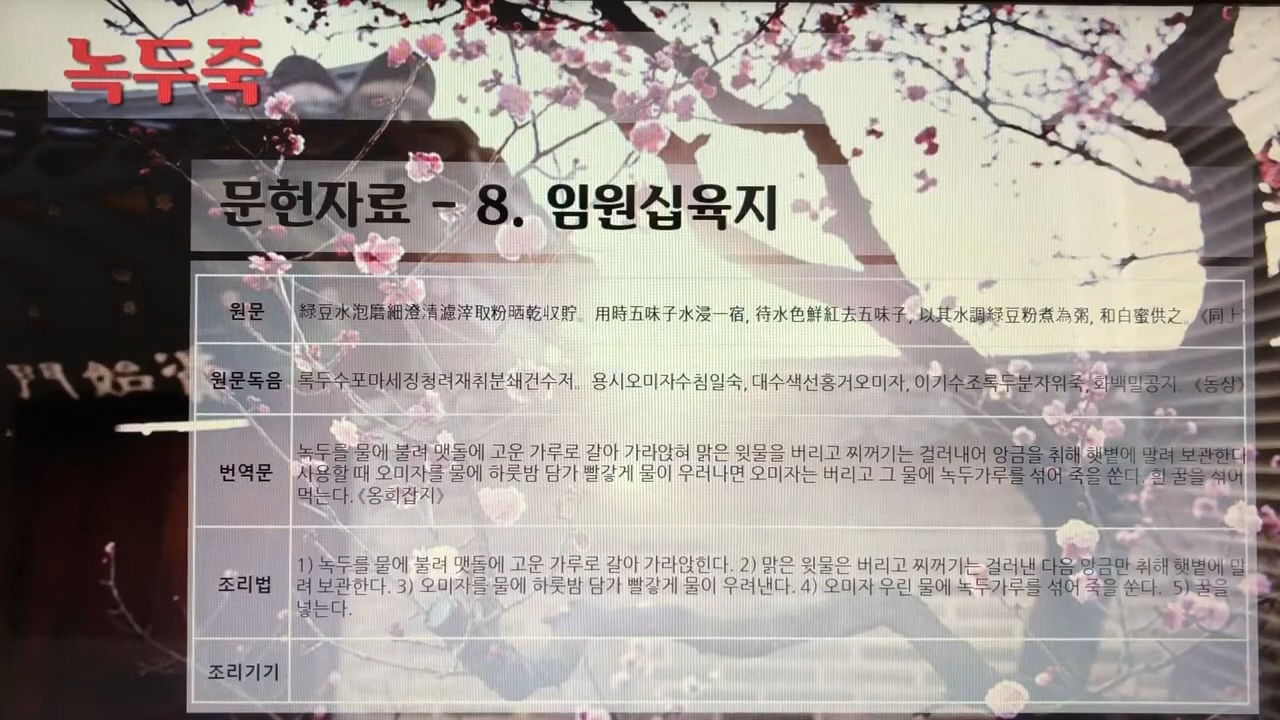 녹두죽
문헌자료 - 8. 임원십육지
원문
緑豆水泡磨細澄清濾滓取粉晒乾収貯。用時五味子水浸一宿, 待水色鮮紅去五味子, 以其水調緑豆粉煮為粥, 和白蜜供之。《同上
원문독음
록두수포마세징청려재취분쇄건수저。용시오미자수침일숙, 대수색선홍거오미자, 이기수조록두분자위죽, 화백밀공지。《동상》
번역문
녹두를 물에 불려 맷돌에 고운 가루로 갈아 가라앉혀 맑은 윗물을 버리고 찌꺼기는 걸러내어 앙금을 취해 햇볕에 말려 보관한다
사용할 때 오미자를 물에 하룻밤 담가 빨갛게 물이 우러나면 오미자는 버리고 그 물에 녹두가루를 섞어 죽을 쑨다. 흰 꿀을 섞어
먹는다.《옹희잡지》
조리법
1) 녹두를 물에 불려 맷돌에 고운 가루로 갈아 가라앉힌다. 2) 맑은 윗물은 버리고 찌꺼기는 걸러낸 다음 앙금만 취해 햇볕에 말
려 보관한다. 3) 오미자를 물에 하룻밤 담가 빨갛게 물이 우려낸다. 4) 오미자 우린 물에 녹두가루를 섞어 죽을 쑨다. 5) 꿀을
넣는다.
조리기기
門始